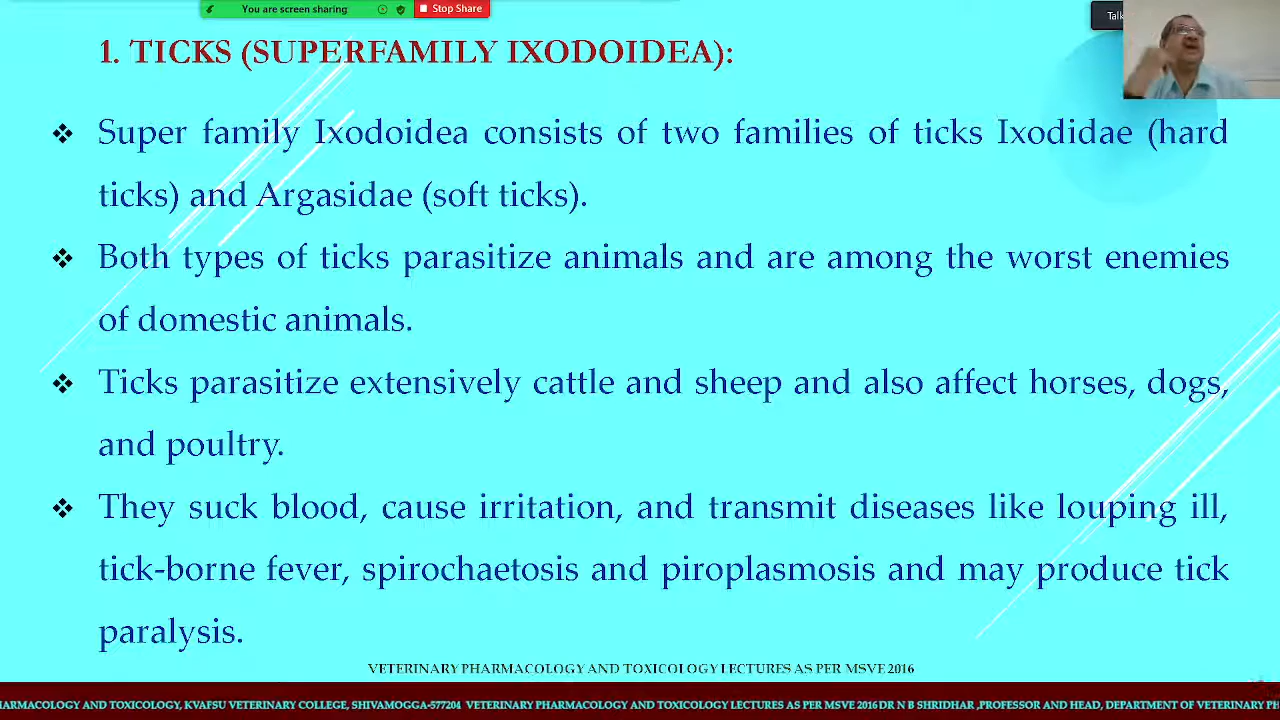 You are screen sharing
Stop Share
1. TICKS (SUPERFAMILY IXODOIDEA):
❖ Super family Ixodoidea consists of two families of ticks Ixodidae (hard
ticks) and Argasidae (soft ticks).
❖ Both types of ticks parasitize animals and are among the worst enemies
of domestic animals.
❖ Ticks parasitize extensively cattle and sheep and also affect horses, dogs,
and poultry.
❖ They suck blood, cause irritation, and transmit diseases like louping ill,
tick-borne fever, spirochaetosis and piroplasmosis and may produce tick
paralysis.
VETERINARY PHARMACOLOGY AND TOXICOLOGY LECTURES AS PER MSVE 2016
AND TOXICOLOGY, KVAFSU VETERINARY COLLEGE, SHIVAMOGGA-577204 VETERINARY PHARMACOLOGY AND TOXICOLOGY LECTURES AS PER MSVE 2016 DR N B SHRIDHAR ,PROFESSOR AND HEAD, DEPARTMENT OF VETERINARY